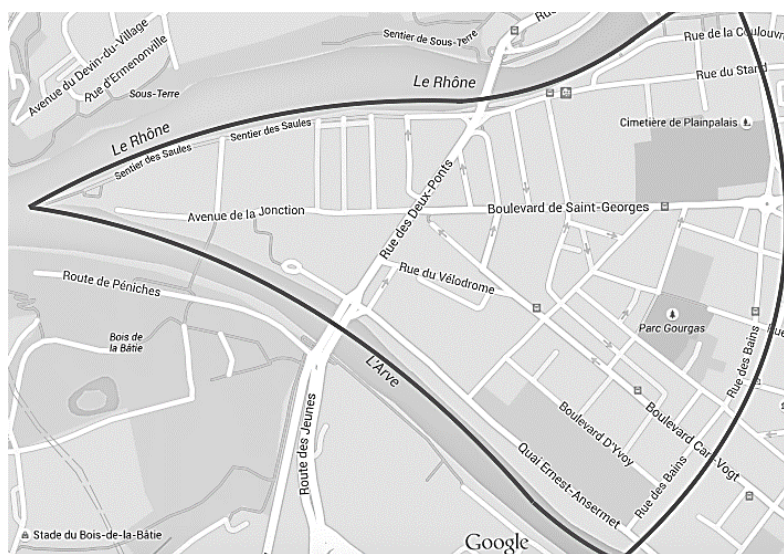 Avenue du Devin-du-Village
Rue d'Ermenonville
Sous-Terre
Sentier de Sous-Terre
Ru
Rue de la Coulouvr
Le Rhône
Rue du Stand
Le Rhône
Sentier des Saules
Sentier des Saules
Cimetière de Plainpalais
Avenue de la Jonction
Rue des Deux-Ponts
Boulevard de Saint-Georges
Route de Péniches
Rue du Vélodrome
Bois de
la Bâtie
Parc Gourgas
Rue
L'Arve
Rue des Bains
Route des Jeunes
Boulevard D'Yvoy
Boulevard Carl-Vogt
Quai Ernest-Ansermet
Rue des Bains
Stade du Bois-de-la-Bâtie
Google